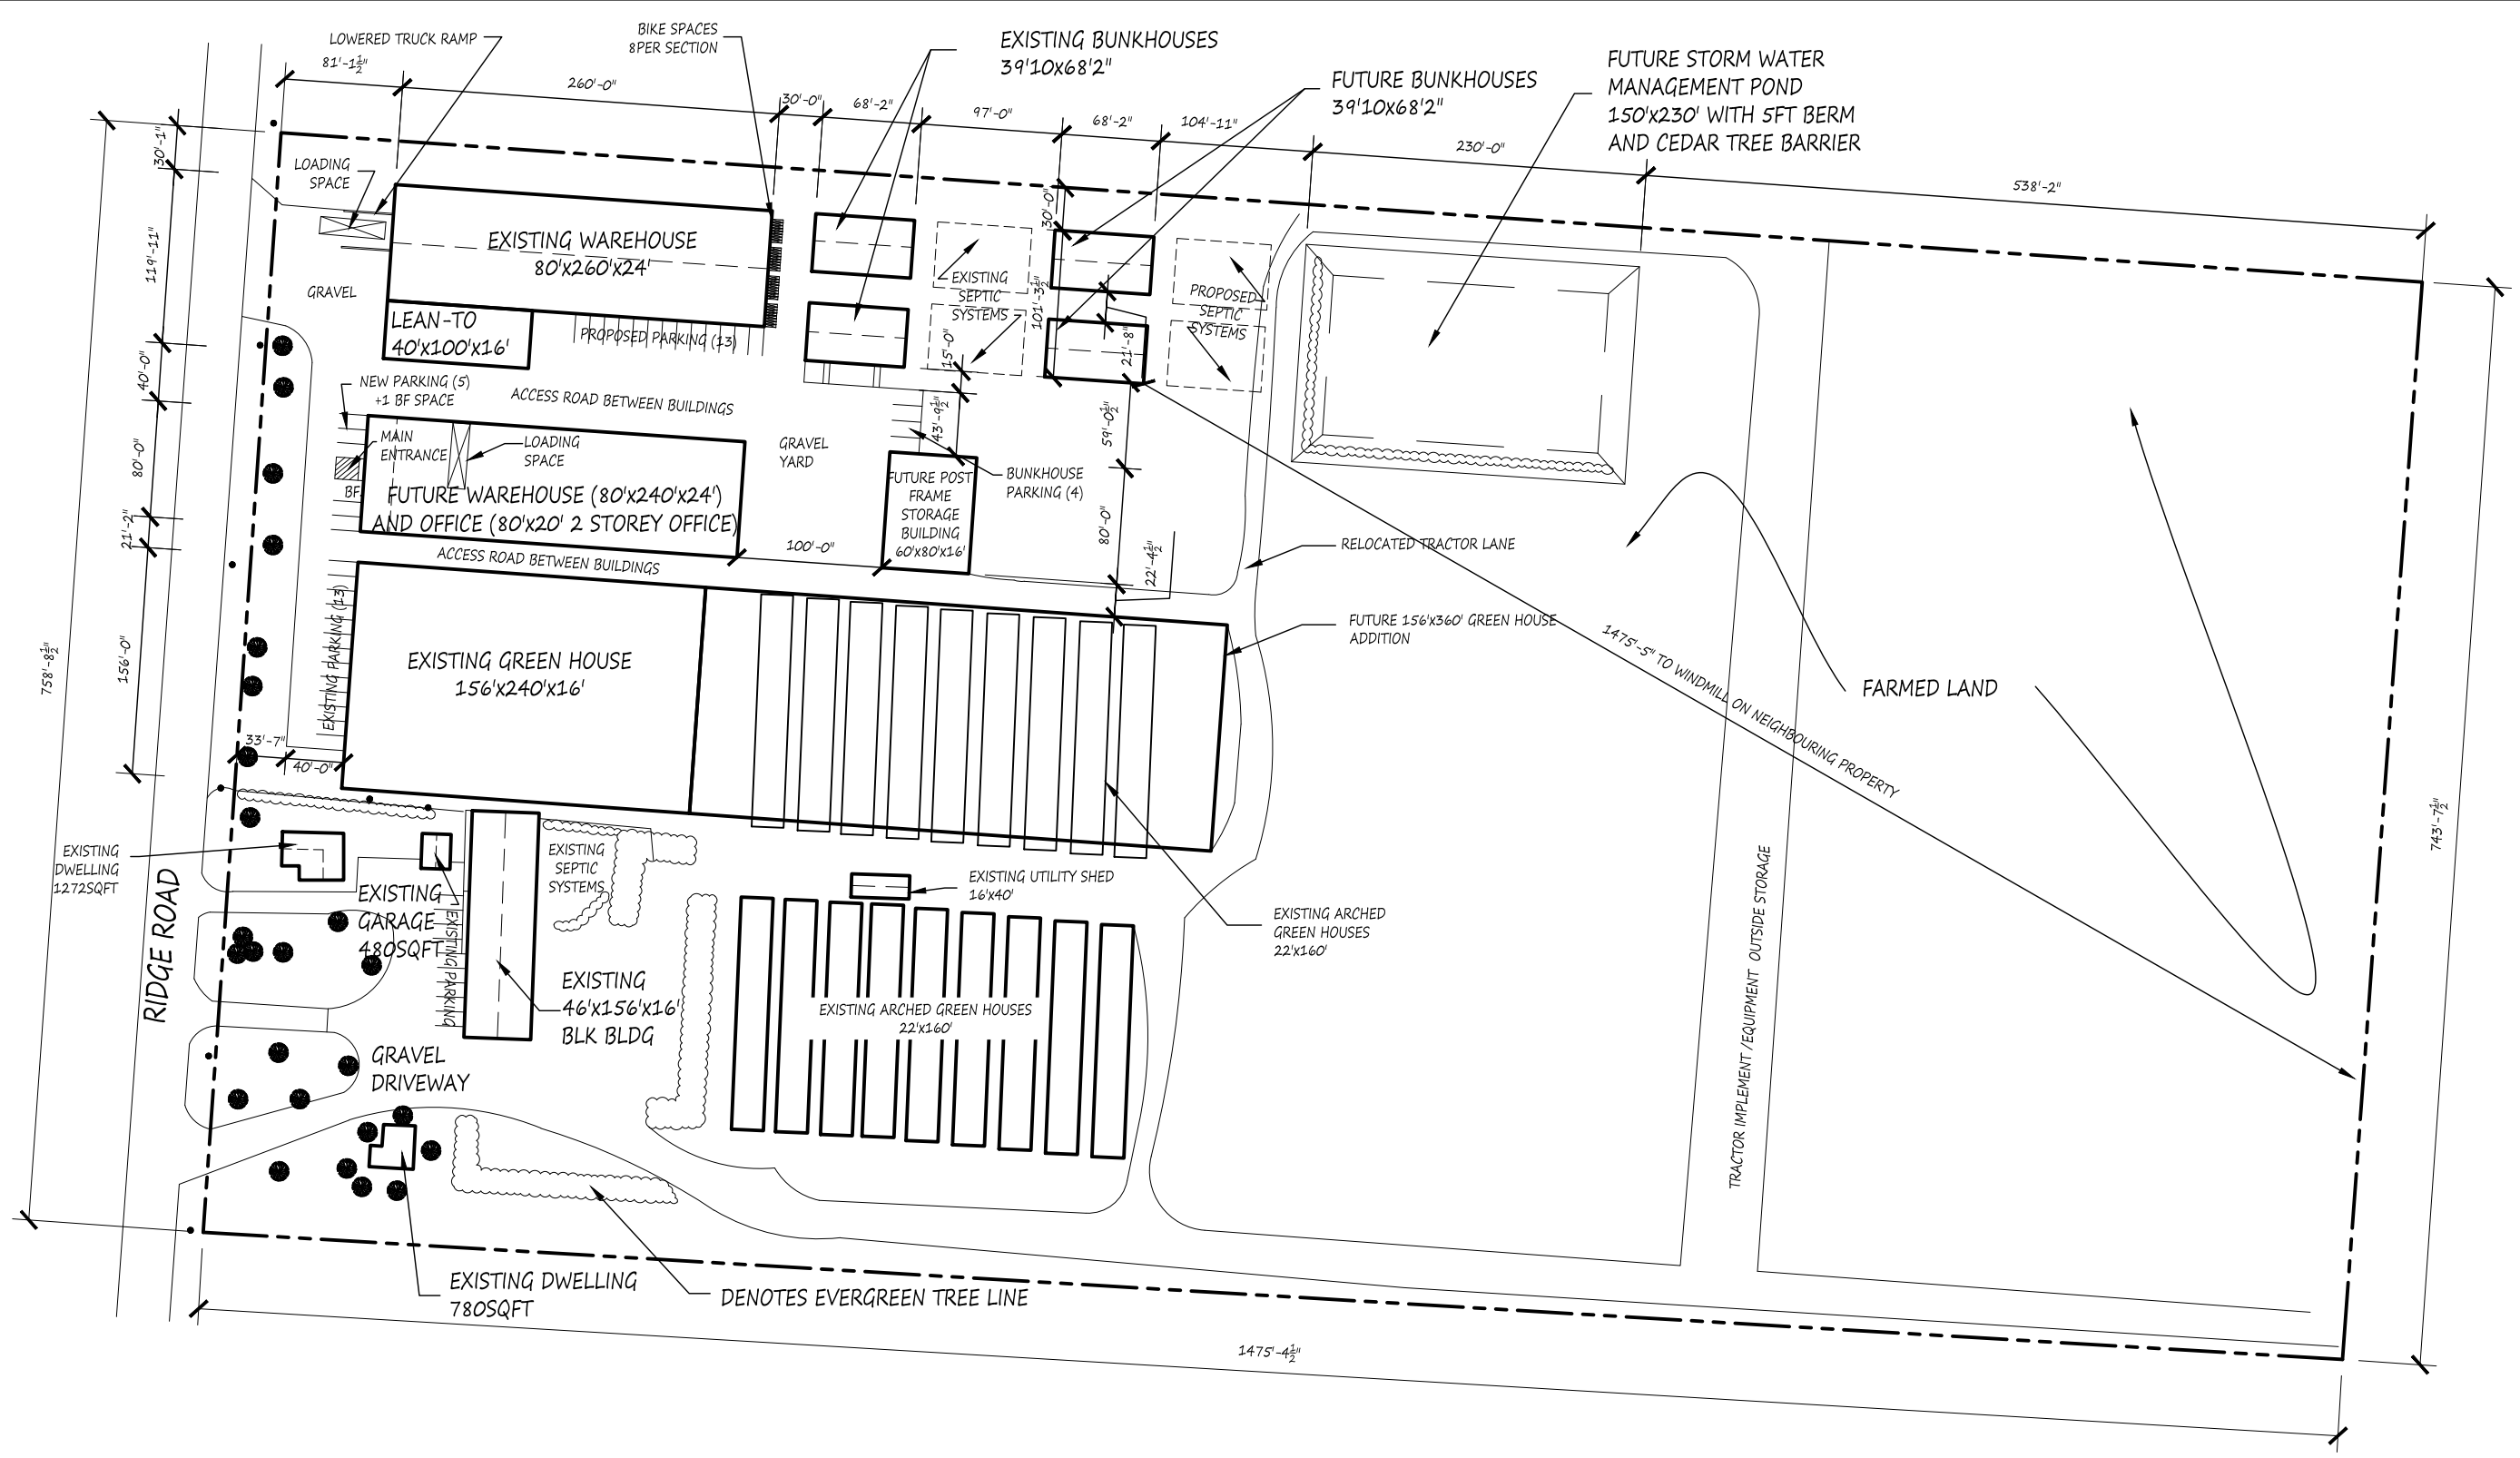 LOWERED TRUCK RAMP
BIKE SPACES
8PER SECTION
EXISTING BUNKHOUSES
39'10x68'2"
FUTURE BUNKHOUSES
39'10x68'2"
FUTURE STORM WATER
MANAGEMENT POND
150'x230' WITH 5FT BERM
AND CEDAR TREE BARRIER
81'-1½"
260'-0"
30'-0"
68'-2"
97'-0"
68'-2"
104'-11"
230'-0"
538'-2"
30'-1"
119'-11"
40'-0"
80'-0"
21'-2"
156'-0"
758'-8½"
LOADING
SPACE
GRAVEL
EXISTING WAREHOUSE
80'x260'x24'
LEAN-TO
40'x100'x16'
PROPOSED PARKING (13)
EXISTING
SEPTIC
SYSTEMS
30'-0"
101'-3½"
15'-0"
21'-8"
PROPOSED
SEPTIC
SYSTEMS
NEW PARKING (5)
+1 BF SPACE
ACCESS ROAD BETWEEN BUILDINGS
MAIN
ENTRANCE
LOADING
SPACE
BF
FUTURE WAREHOUSE (80'x240'x24')
AND OFFICE (80'x20' 2 STOREY OFFICE)
GRAVEL
YARD
43'-9½"
59'-0½"
BUNKHOUSE
PARKING (4)
FUTURE POST
FRAME
STORAGE
BUILDING
60'x80'x16'
80'-0"
22'-4½"
100'-0"
ACCESS ROAD BETWEEN BUILDINGS
RELOCATED TRACTOR LANE
FUTURE 156'x360' GREEN HOUSE
ADDITION
1475'-5" TO WINDMILL ON NEIGHBOURING PROPERTY
FARMED LAND
EXISTING PARKING (13)
EXISTING GREEN HOUSE
156'x240'x16'
33'-7"
40'-0"
743'-7½"
EXISTING
DWELLING
1272SQFT
RIDGE ROAD
EXISTING
GARAGE
480SQFT
EXISTING PARKING
EXISTING
SEPTIC
SYSTEMS
EXISTING
46'x156'x16'
BLK BLDG
EXISTING UTILITY SHED
16'x40'
EXISTING ARCHED
GREEN HOUSES
22'x160'
EXISTING ARCHED GREEN HOUSES
22'x160'
TRACTOR IMPLEMENT /EQUIPMENT OUTSIDE STORAGE
GRAVEL
DRIVEWAY
EXISTING DWELLING
780SQFT
DENOTES EVERGREEN TREE LINE
1475'-4½"